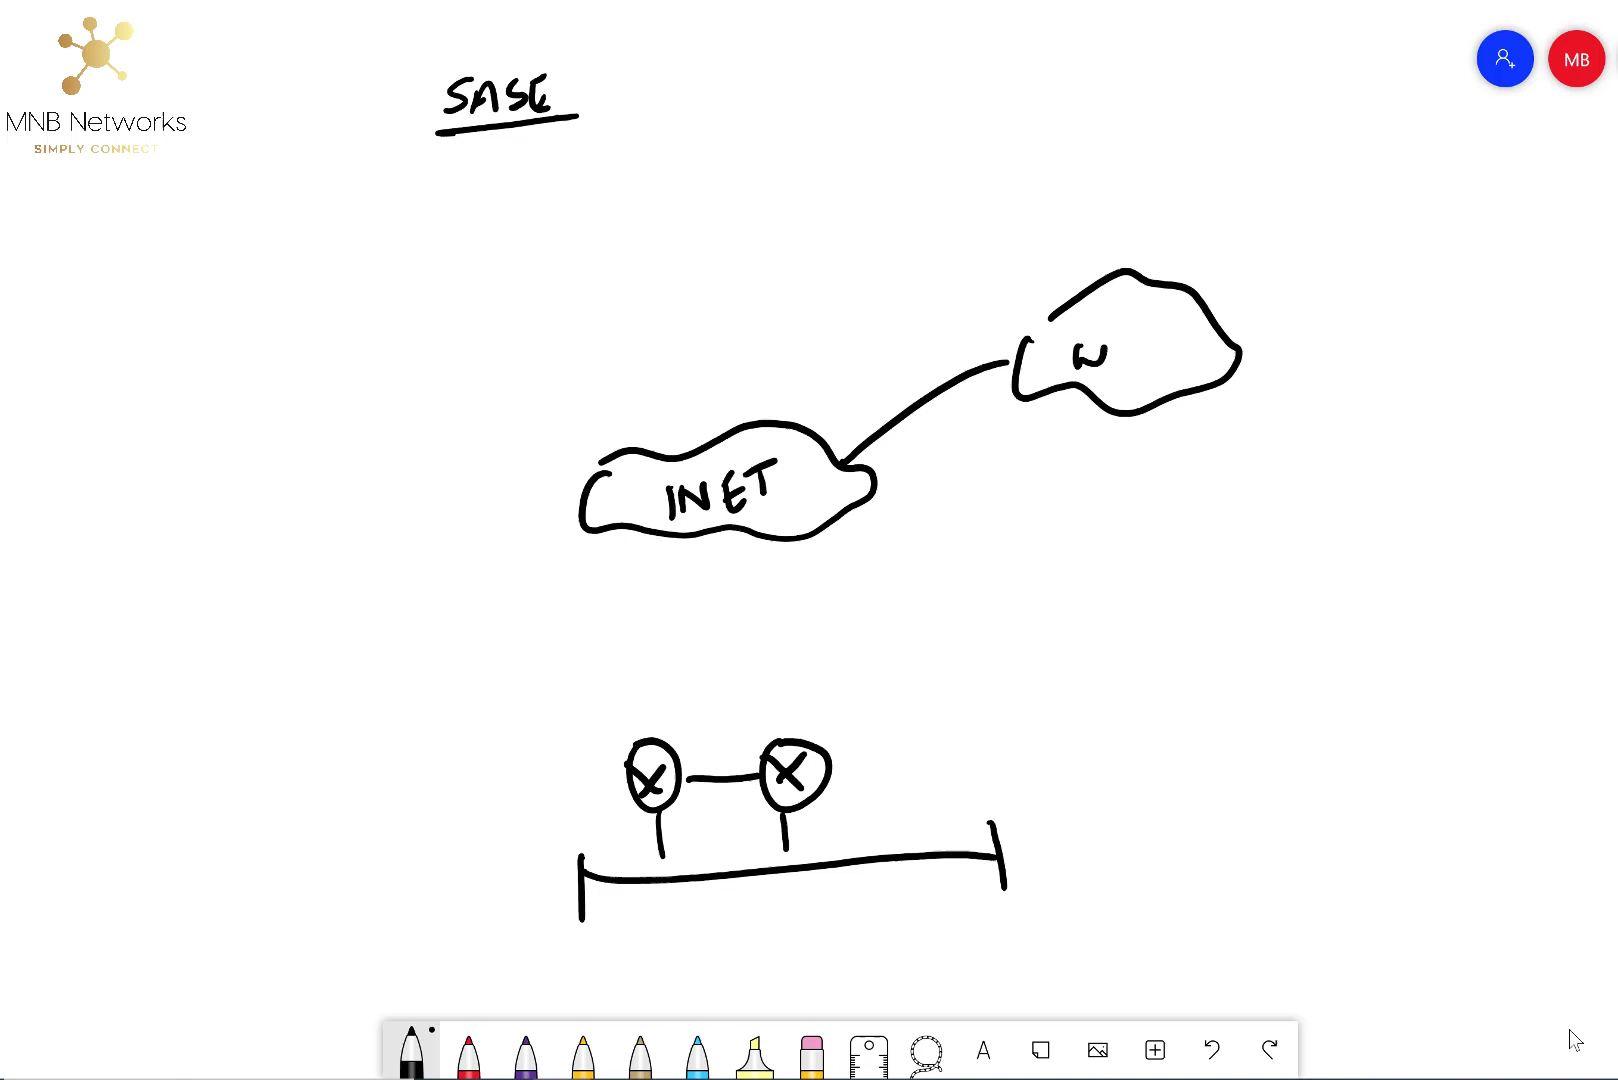 MNB Networks
SIMPLY CONNECT
MB
SASE
W
INET
X X
A